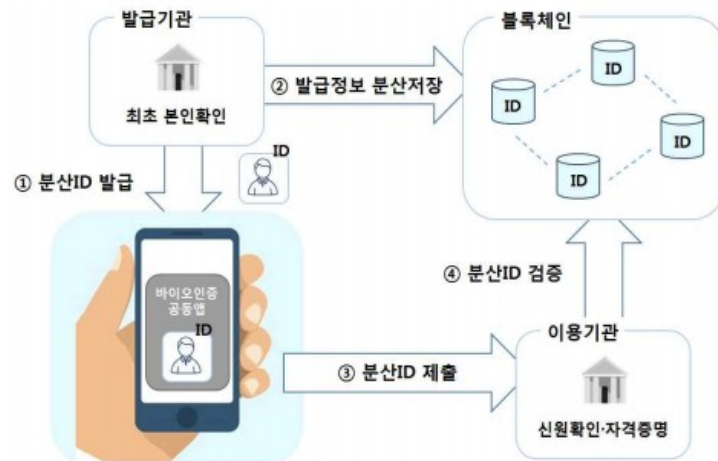 발급기관
최초 본인확인
② 발급정보 분산저장
블록체인
ID
ID
ID
ID
① 분산ID 발급
ID
바이오인증
공동앱
ID
③ 분산ID 제출
④ 분산ID 검증
이용기관
신원확인·자격증명